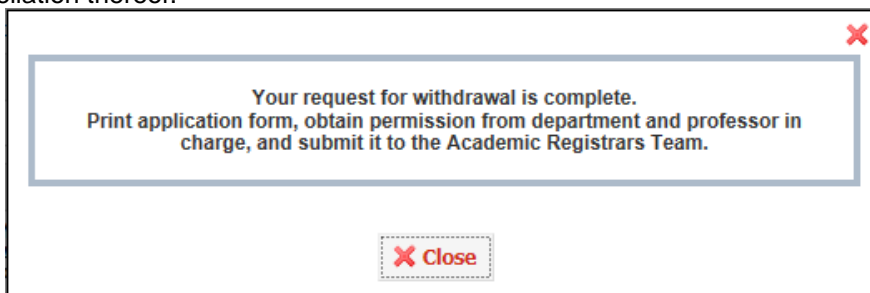 Your request for withdrawal is complete.
Print application form, obtain permission from department and professor in
charge, and submit it to the Academic Registrars Team.
Close